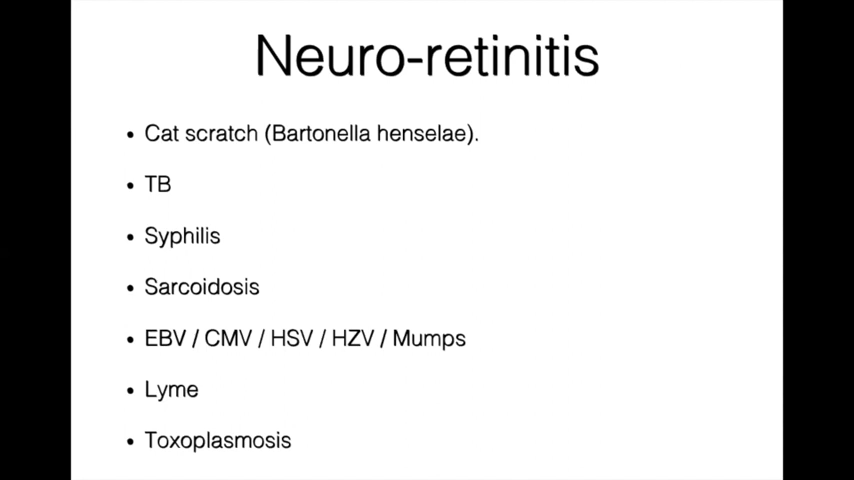 Neuro-retinitis
• Cat scratch (Bartonella henselae).
• TB
• Syphilis
• Sarcoidosis
• EBV / CMV / HSV / HZV / Mumps
• Lyme
• Toxoplasmosis